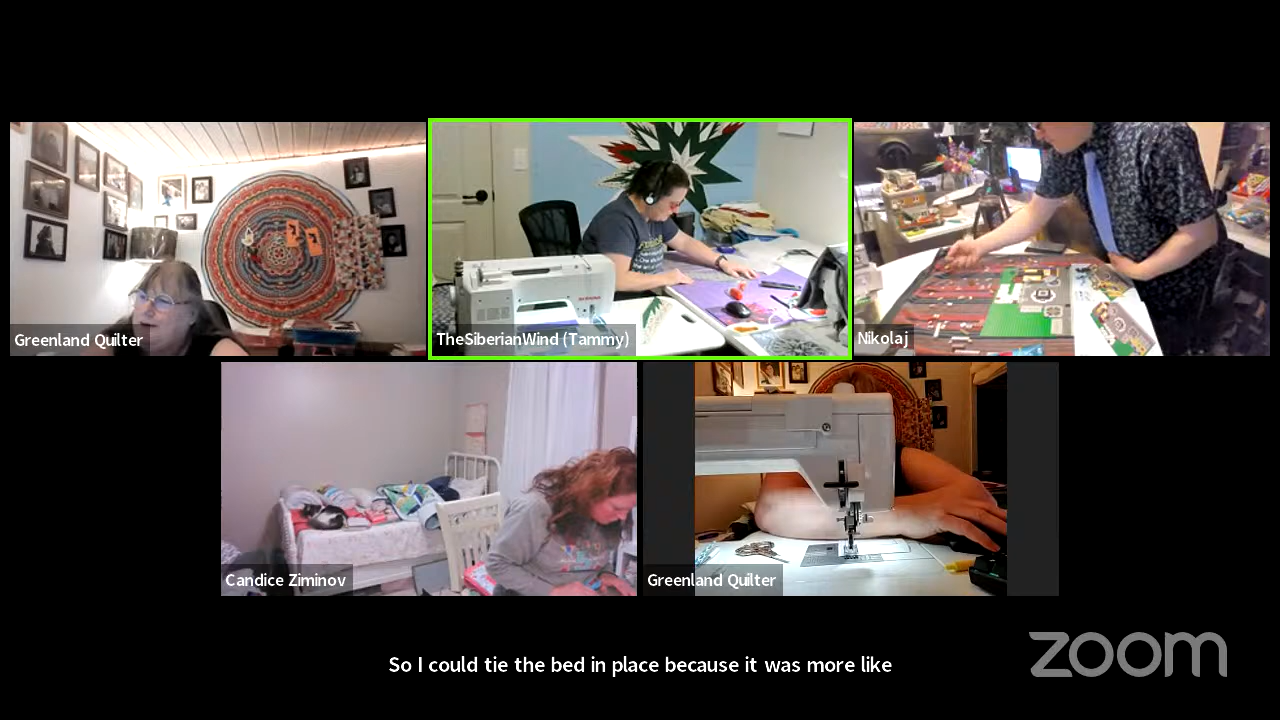 Greenland Quilter
TheSiberianWind (Tammy)
Nikolaj
Candice Ziminov
Greenland Quilter
So I could tie the bed in place because it was more like
zoom